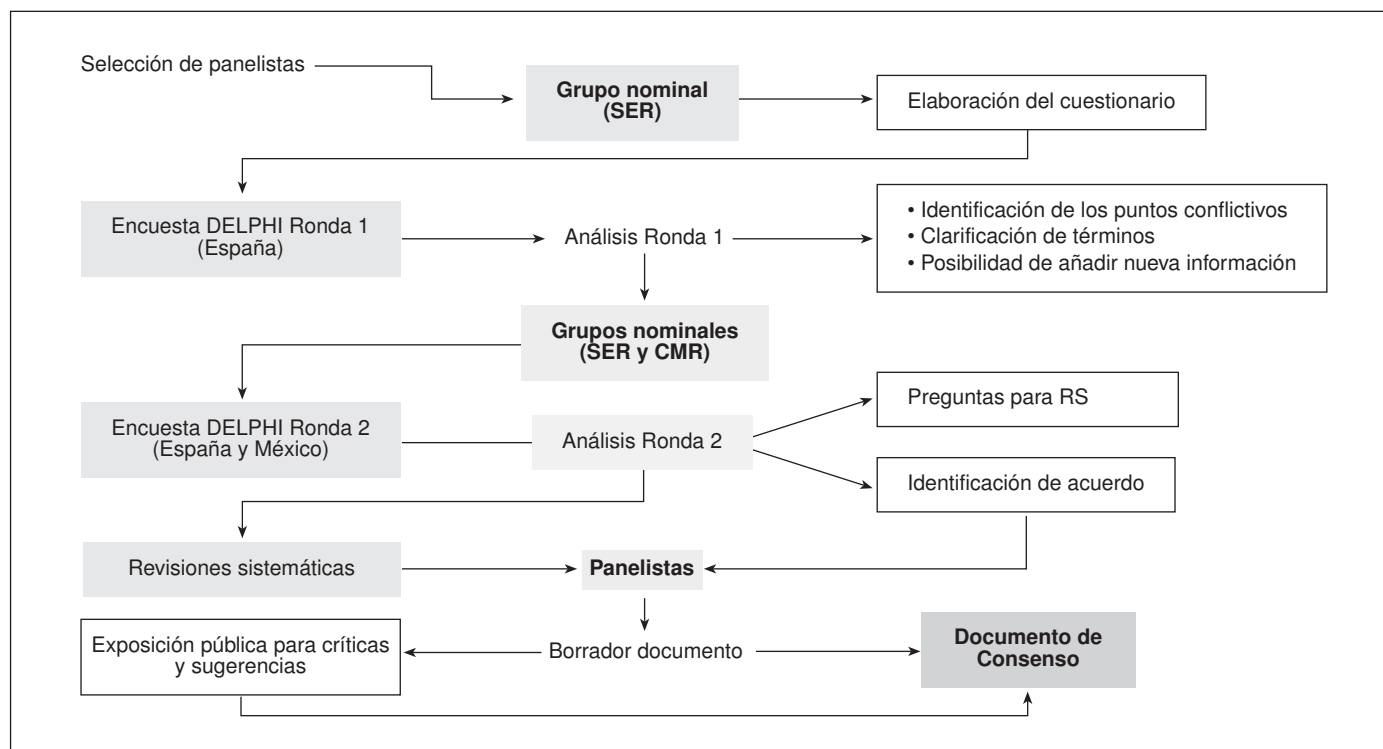 Selección de panelistas
Grupo nominal
(SER)
Elaboración del cuestionario
Encuesta DELPHI Ronda 1
(España)
Análisis Ronda 1
• Identificación de los puntos conflictivos
• Clarificación de términos
• Posibilidad de añadir nueva información
Grupos nominales
(SER y CMR)
Encuesta DELPHI Ronda 2
(España y México)
Análisis Ronda 2
Preguntas para RS
Identificación de acuerdo
Revisiones sistemáticas
Panelistas
Exposición pública para críticas
y sugerencias
Borrador documento
Documento de
Consenso